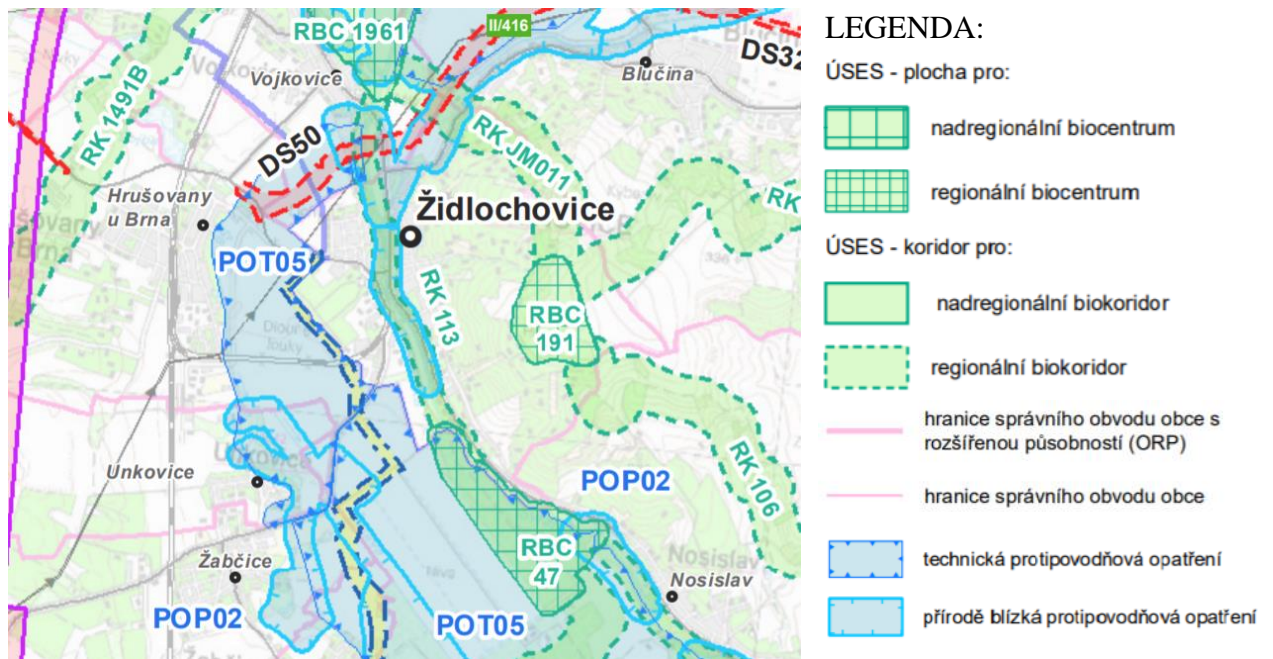 RBC 1961
II/416
Vojkovice
Blučina
DS32
RK 1491B
DS50
RK JM011
Hrušovany
u Brna
Židlochovice
RK
POT05
RK 113
RBC
191
Unkovice
POP02
RK 106
Žabčice
RBC
47
Nosislav
Nosislav
POP02
POT05
LEGENDA:
ÚSES - plocha pro:
nadregionální biocentrum
regionální biocentrum
ÚSES - koridor pro:
nadregionální biokoridor
regionální biokoridor
hranice správního obvodu obce s
rozšířenou působností (ORP)
hranice správního obvodu obce
technická protipovodňová opatření
přírodě blízká protipovodňová opatření